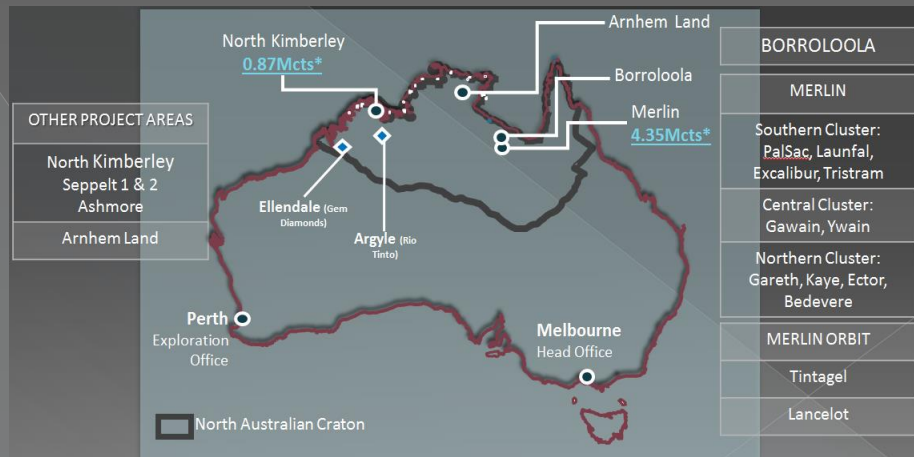 Arnhem Land
North Kimberley
0.87Mcts*
Borroloola
Merlin
4.35Mcts*
Ellendale (Gem
Diamonds)
Argyle (Rio
Tinto)
Perth
Exploration
Office
Melbourne
Head Office
North Australian Craton
OTHER PROJECT AREAS
North Kimberley
Seppelt 1 & 2
Ashmore
Arnhem Land
BORROLOOLA
MERLIN
Southern Cluster:
PalSac, Launfal,
Excalibur, Tristram
Central Cluster:
Gawain, Ywain
Northern Cluster:
Gareth, Kaye, Ector,
Bedevere
MERLIN ORBIT
Tintagel
Lancelot